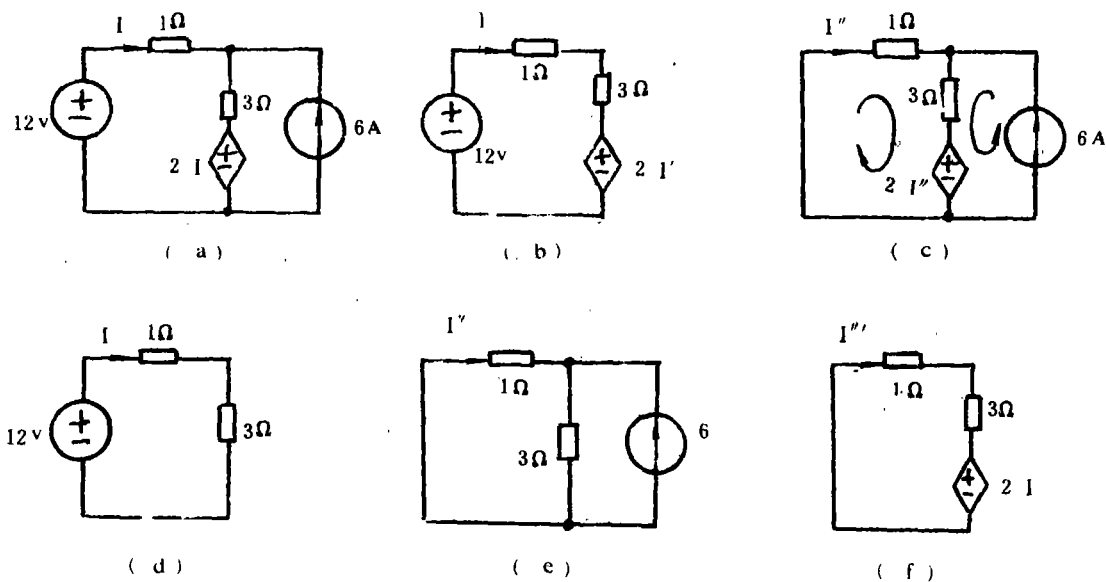 I 1Ω
12v
3Ω
2 I
6A
( a )
I
1Ω
3Ω
12v
2 I′
( b )
I″ 1Ω
3Ω
2 I″
6A
( c )
I 1Ω
12v
3Ω
( d )
I″
1Ω
3Ω
6
( e )
I‴
1Ω
3Ω
2 I
( f )